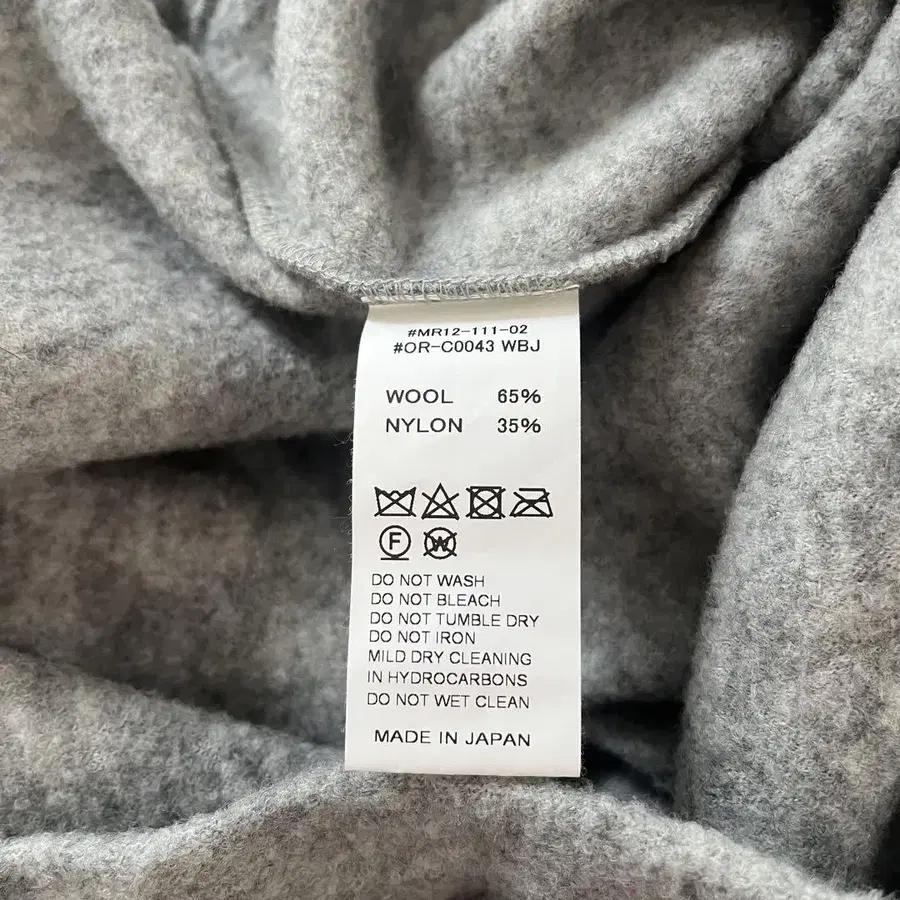 #MR12-111-02
#OR-C0043 WBJ
WOOL 65%
NYLON 35%
F W
DO NOT WASH
DO NOT BLEACH
DO NOT TUMBLE DRY
DO NOT IRON
MILD DRY CLEANING
IN HYDROCARBONS
DO NOT WET CLEAN
MADE IN JAPAN